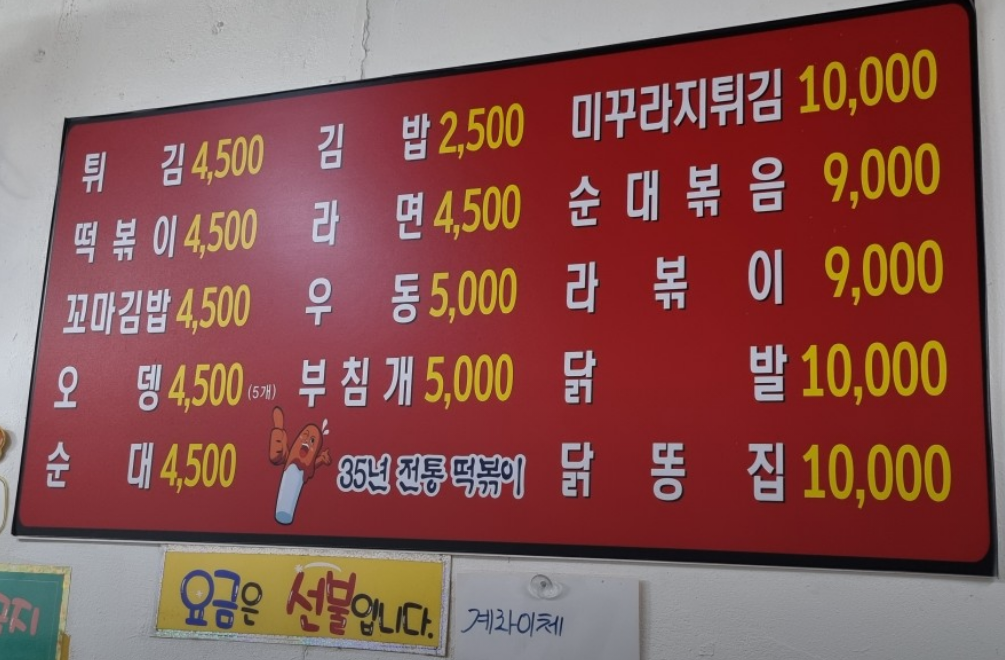 튀김 4,500
떡볶이 4,500
꼬마김밥 4,500
오뎅 4,500 (5개)
순대 4,500
김밥 2,500
라면 4,500
우동 5,000
부침개 5,000
35년 전통 떡볶이
미꾸라지튀김 10,000
순대볶음 9,000
라볶이 9,000
닭발 10,000
닭똥집 10,000
요금은 선불입니다.
계좌이체